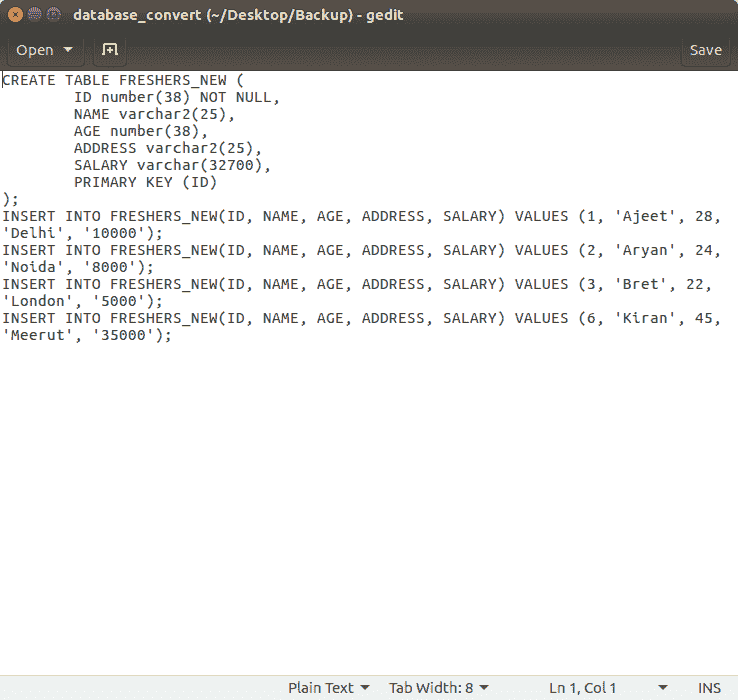 database_convert (~/Desktop/Backup) - gedit
Open
Save
CREATE TABLE FRESHERS_NEW (
        ID number(38) NOT NULL,
        NAME varchar2(25),
        AGE number(38),
        ADDRESS varchar2(25),
        SALARY varchar(32700),
        PRIMARY KEY (ID)
);
INSERT INTO FRESHERS_NEW(ID, NAME, AGE, ADDRESS, SALARY) VALUES (1, 'Ajeet', 28,
'Delhi', '10000');
INSERT INTO FRESHERS_NEW(ID, NAME, AGE, ADDRESS, SALARY) VALUES (2, 'Aryan', 24,
'Noida', '8000');
INSERT INTO FRESHERS_NEW(ID, NAME, AGE, ADDRESS, SALARY) VALUES (3, 'Bret', 22,
'London', '5000');
INSERT INTO FRESHERS_NEW(ID, NAME, AGE, ADDRESS, SALARY) VALUES (6, 'Kiran', 45,
'Meerut', '35000');
Plain Text Tab Width: 8 Ln 1, Col 1 INS